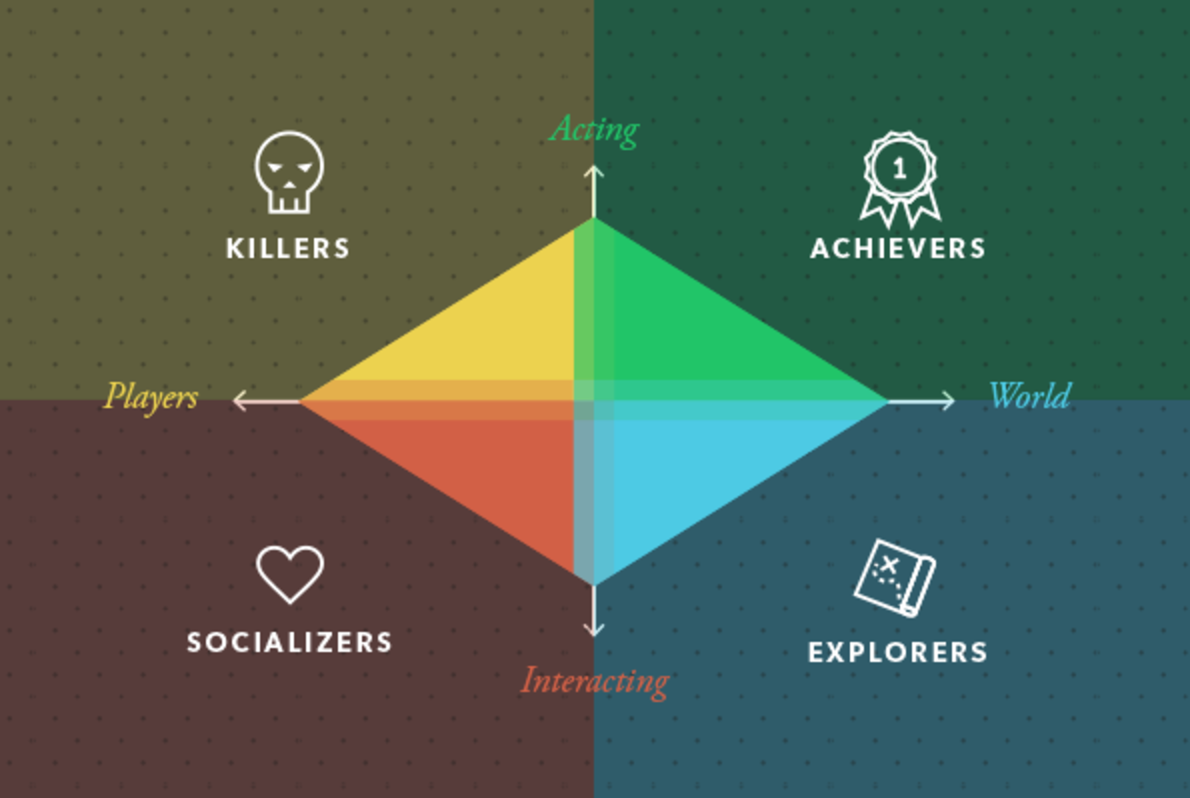 Acting
1
KILLERS
ACHIEVERS
Players
World
SOCIALIZERS
EXPLORERS
Interacting